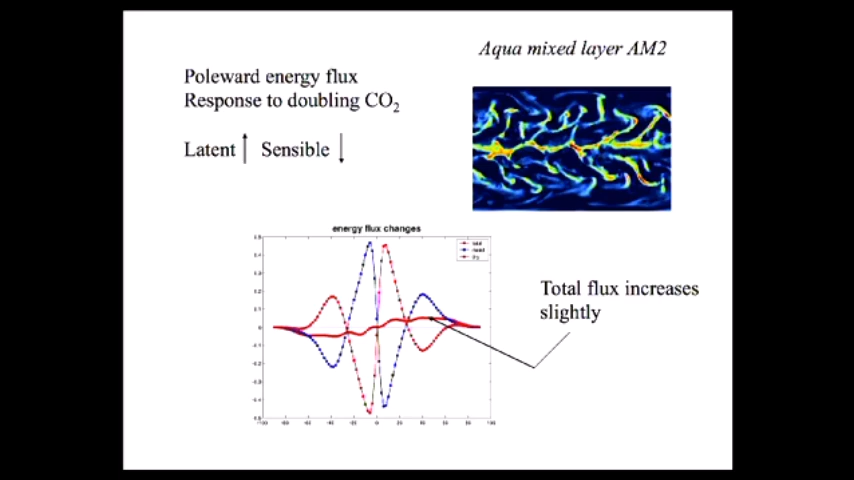 Aqua mixed layer AM2
Poleward energy flux
Response to doubling CO₂
Latent Sensible
energy flux changes
Total flux increases
slightly